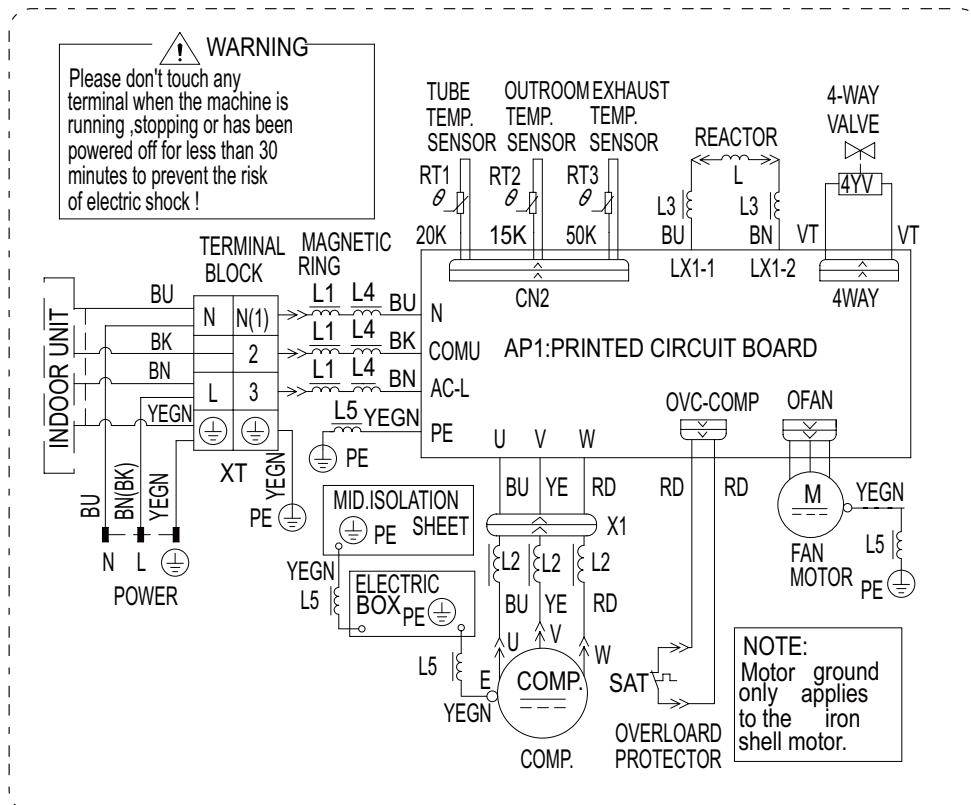 WARNING
Please don't touch any
terminal when the machine is
running ,stopping or has been
powered off for less than 30
minutes to prevent the risk
of electric shock !
TUBE
TEMP.
SENSOR
OUTROOM
TEMP.
SENSOR
EXHAUST
TEMP.
SENSOR
REACTOR
L
4-WAY
VALVE
4YV
RT1
θ
20K
RT2
θ
15K
RT3
θ
50K
L3
BU
L3
BN
VT
VT
LX1-1
LX1-2
4WAY
CN2
TERMINAL
BLOCK
MAGNETIC
RING
INDOOR UNIT
BU
BK
BN
YEGN
N
N(1)
2
L
3
XT
L1
L4
BU
N
L1
L4
BK
COMU
L1
L4
BN
AC-L
L5
YEGN
PE
PE
AP1:PRINTED CIRCUIT BOARD
OVC-COMP
OFAN
U
V
W
BU
BN(BK)
YEGN
N
L
POWER
YEGN
PE
MID.ISOLATION
SHEET
PE
YEGN
L5
ELECTRIC
BOX
PE
L5
E
YEGN
BU
YE
RD
X1
L2
L2
L2
BU
YE
RD
U
V
W
COMP.
COMP.
RD
RD
SAT
OVERLOARD
PROTECTOR
M
YEGN
FAN
MOTOR
L5
PE
NOTE:
Motor ground
only applies
to the iron
shell motor.